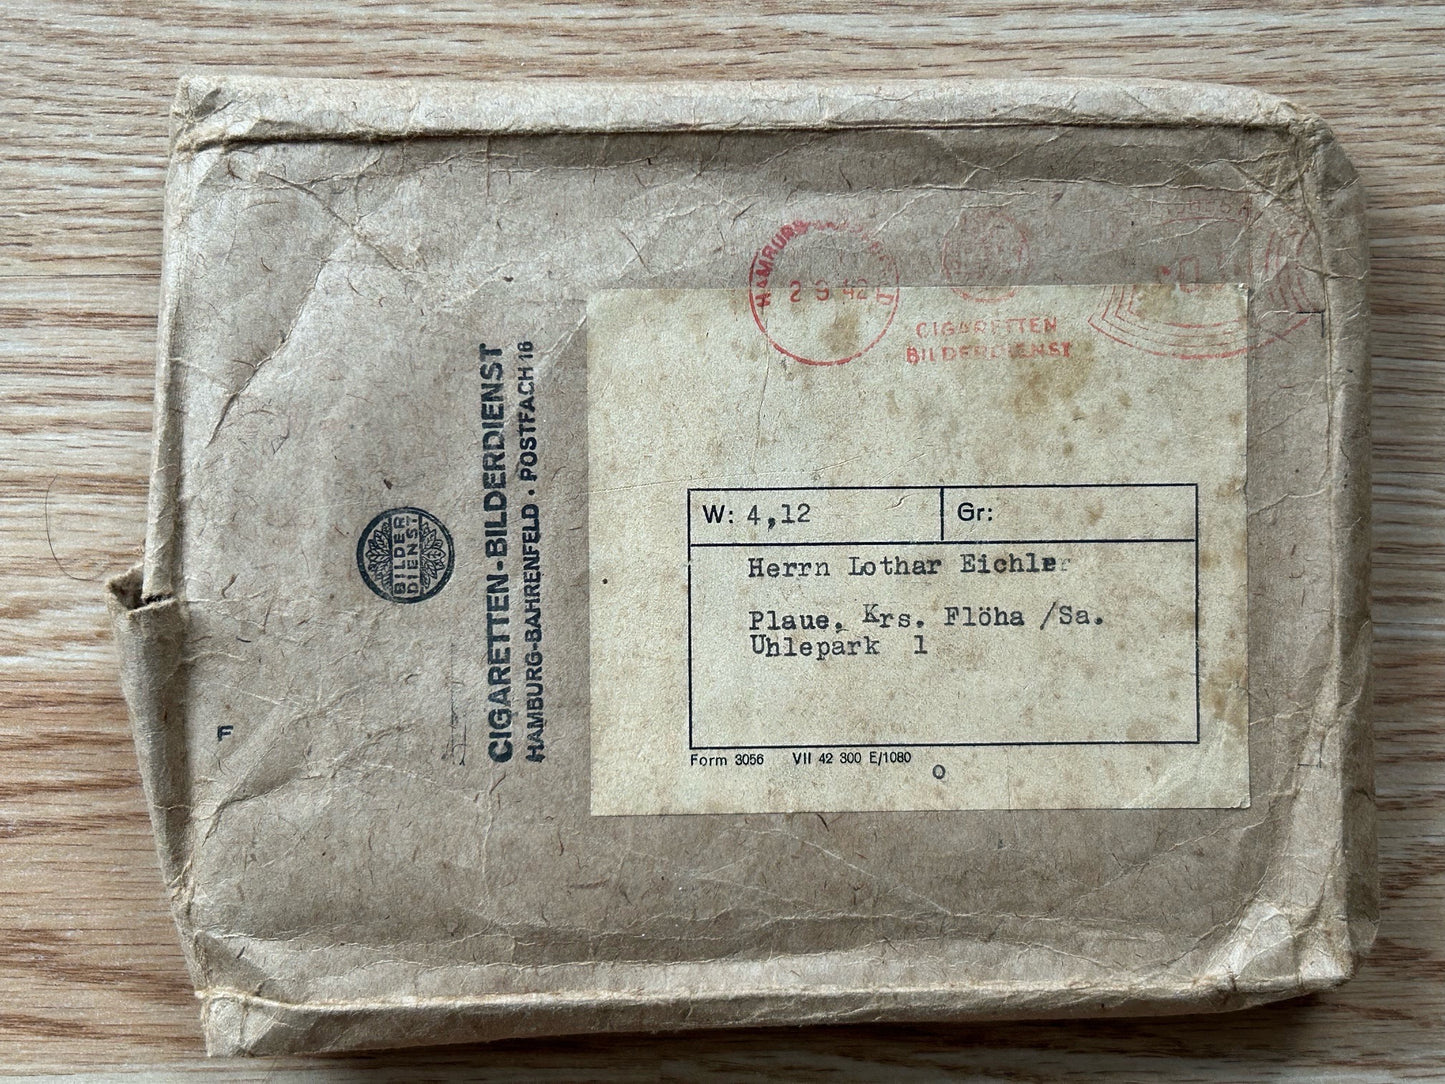 HAMBURG
2 9 42
CIGARETTEN
BILDERDIENST
CIGARETTEN-BILDERDIENST
HAMBURG-BAHRENFELD · POSTFACH 16
BILDER
DIENST
F
W: 4,12
Gr:
Herrn Lothar Eichler
Plaue, Krs. Flöha /Sa.
Uhlepark 1
Form 3056 VII 42 300 E/1080